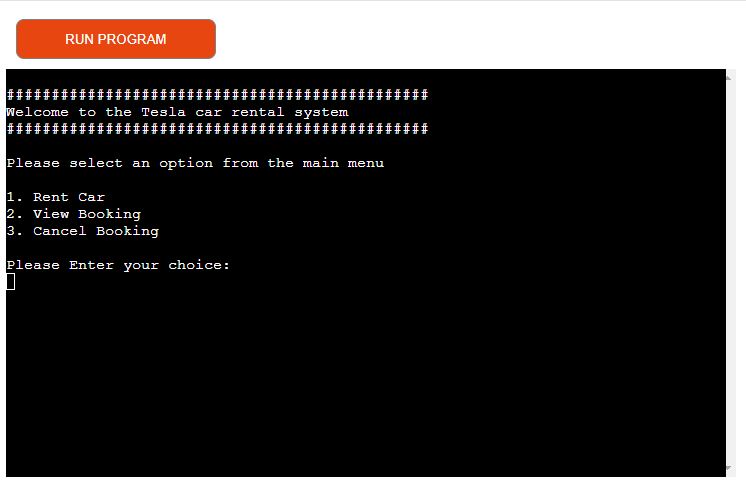 RUN PROGRAM
###############################################
Welcome to the Tesla car rental system
###############################################
Please select an option from the main menu
1. Rent Car
2. View Booking
3. Cancel Booking
Please Enter your choice: